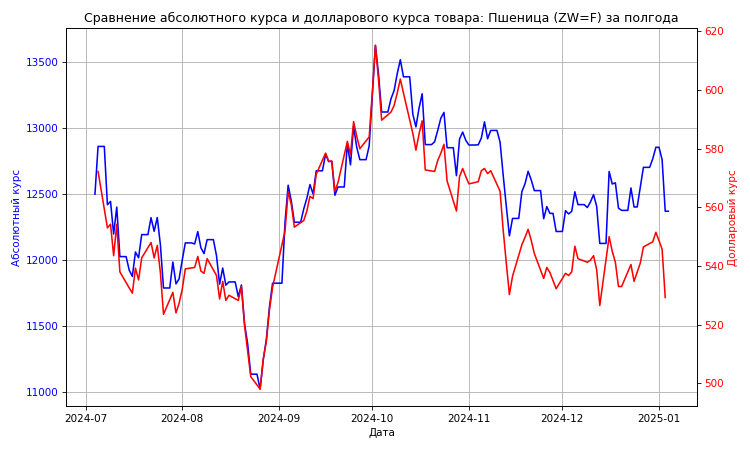 Сравнение абсолютного курса и долларового курса товара: Пшеница (ZW=F) за полгода
Абсолютный курс
13500
13000
12500
12000
11500
11000
620
600
580
560
540
520
500
Долларовый курс
2024-07 2024-08 2024-09 2024-10 2024-11 2024-12 2025-01
Дата